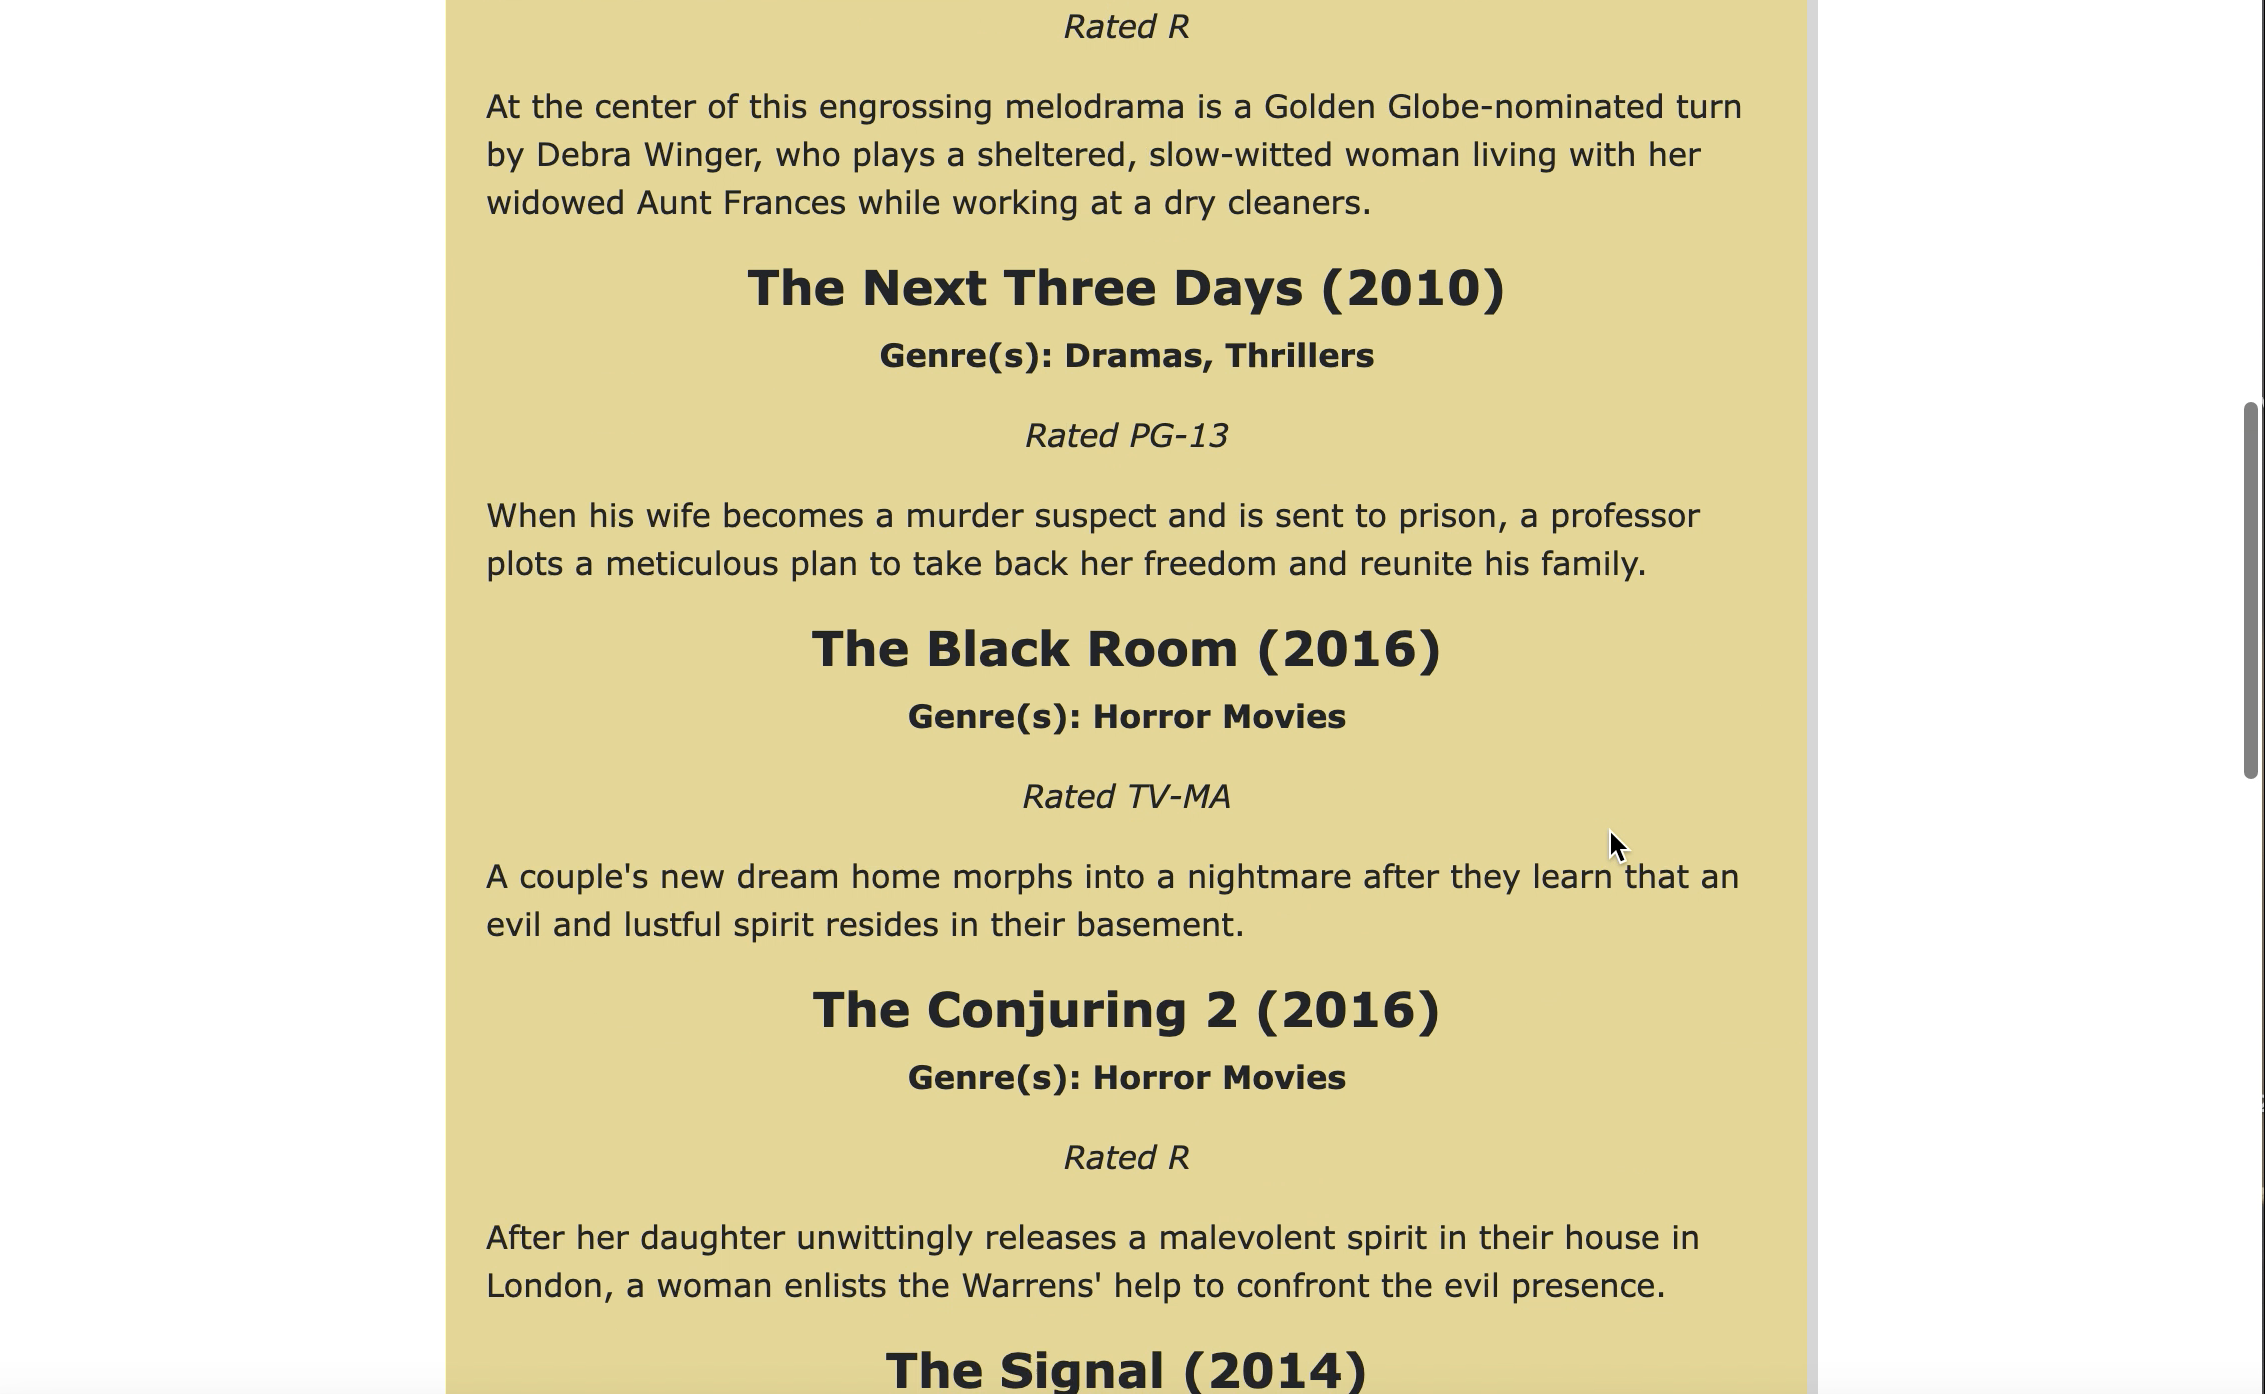 Rated R
At the center of this engrossing melodrama is a Golden Globe-nominated turn
by Debra Winger, who plays a sheltered, slow-witted woman living with her
widowed Aunt Frances while working at a dry cleaners.
The Next Three Days (2010)
Genre(s): Dramas, Thrillers
Rated PG-13
When his wife becomes a murder suspect and is sent to prison, a professor
plots a meticulous plan to take back her freedom and reunite his family.
The Black Room (2016)
Genre(s): Horror Movies
Rated TV-MA
A couple's new dream home morphs into a nightmare after they learn that an
evil and lustful spirit resides in their basement.
The Conjuring 2 (2016)
Genre(s): Horror Movies
Rated R
After her daughter unwittingly releases a malevolent spirit in their house in
London, a woman enlists the Warrens' help to confront the evil presence.
The Signal (2014)